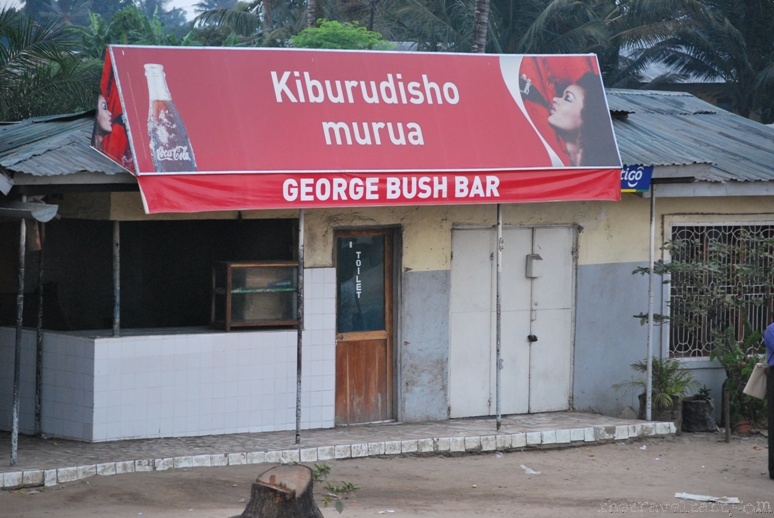 Kiburudisho
murua
Coca-Cola
GEORGE BUSH BAR
TIGO
TOILET